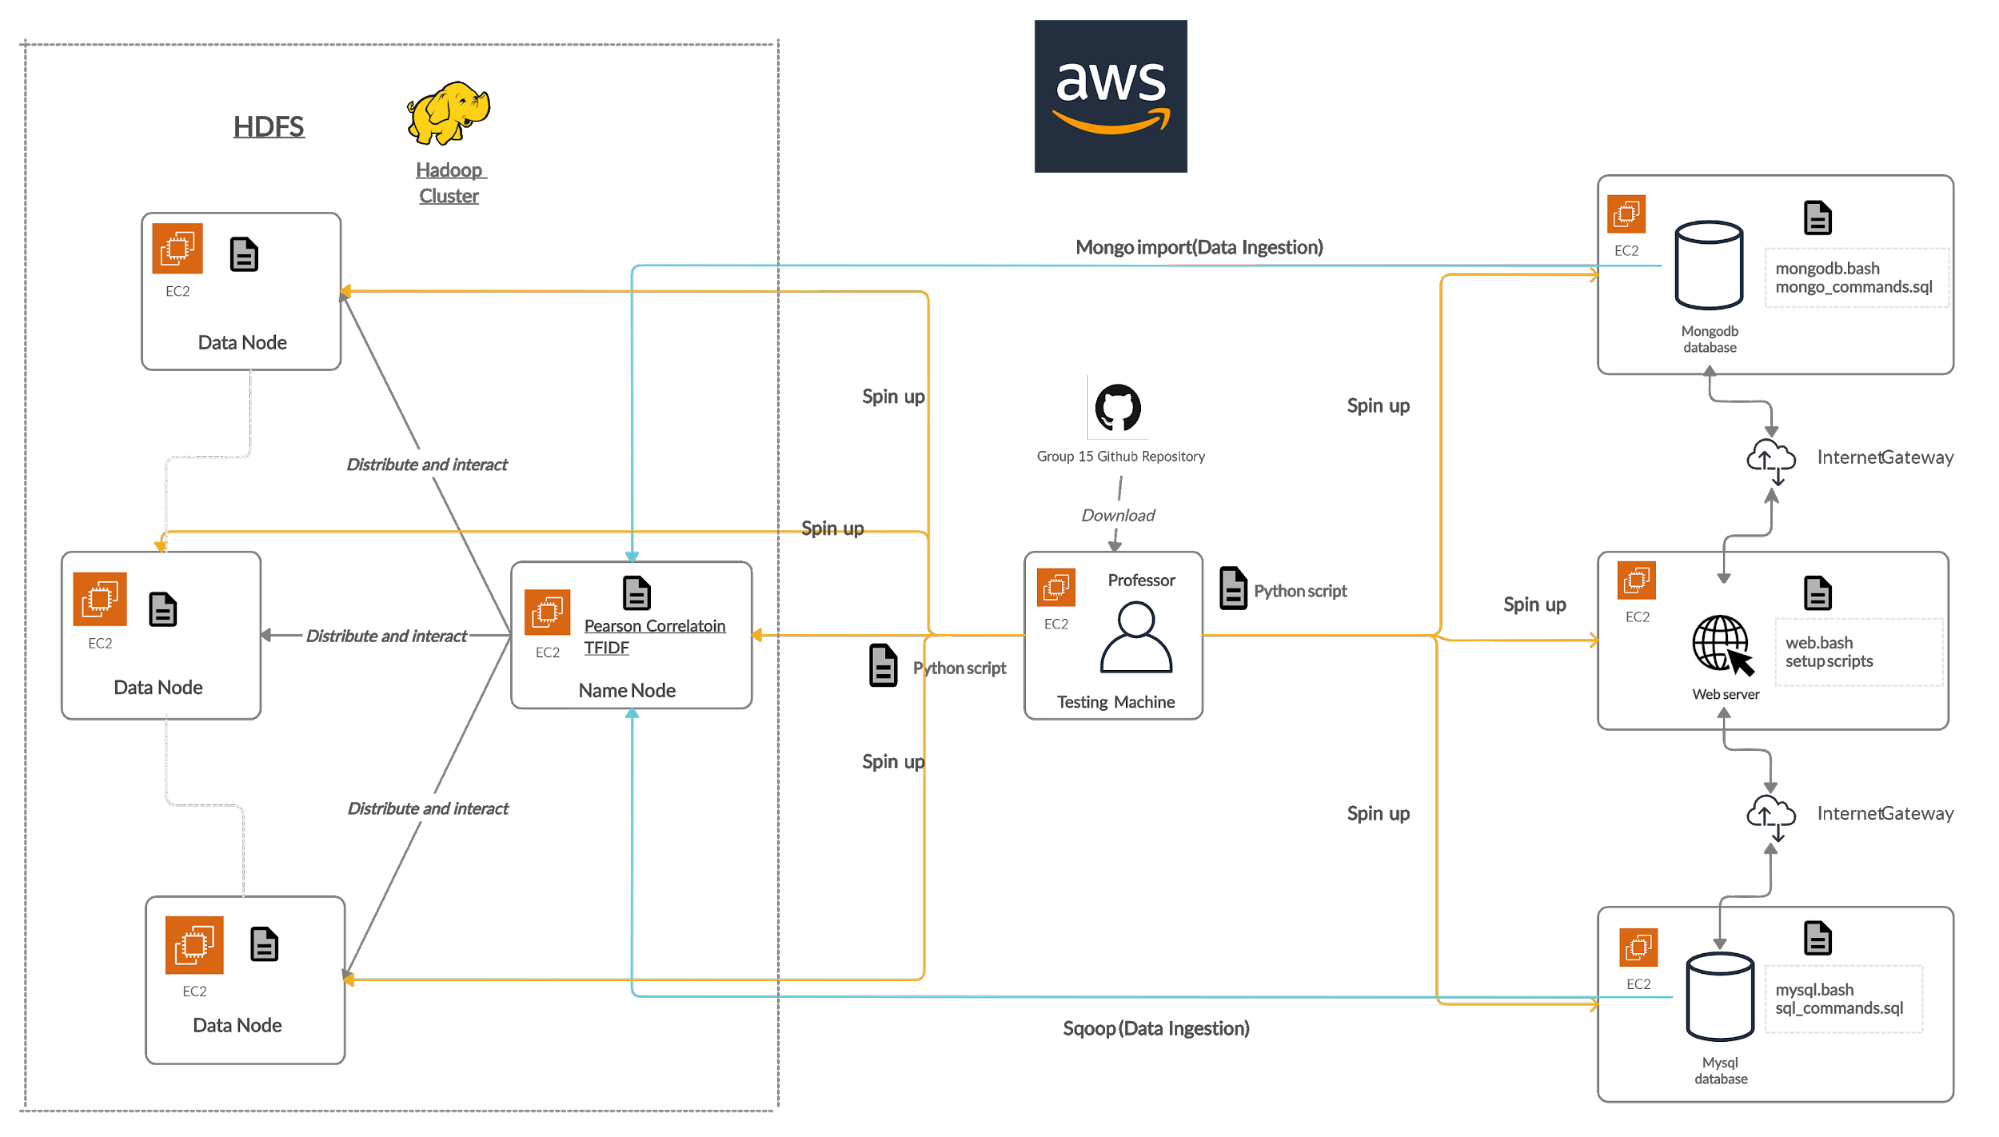 HDFS
Hadoop
Cluster
aws
EC2
Data Node
Mongo import(Data Ingestion)
EC2
mongodb.bash
mongo_commands.sql
Mongodb
database
Spin up
Spin up
Group 15 Github Repository
InternetGateway
Distribute and interact
Download
Spin up
EC2
Data Node
Distribute and interact
EC2
Pearson Correlatoin
TFIDF
Name Node
Python script
EC2
Professor
Testing Machine
Python script
Spin up
EC2
web.bash
setup scripts
Web server
Spin up
Distribute and interact
Spin up
InternetGateway
EC2
Data Node
Sqoop(Data Ingestion)
EC2
mysql.bash
sql_commands.sql
Mysql
database